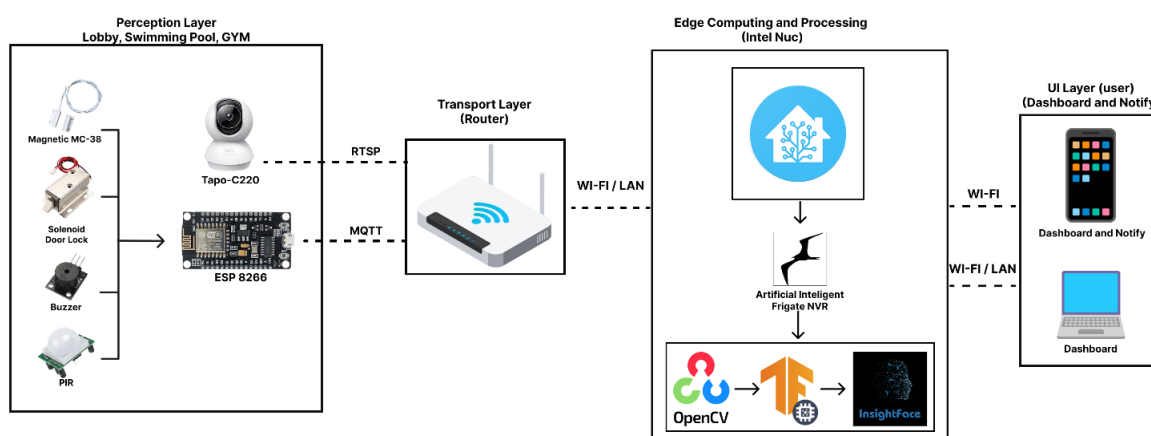 Perception Layer
Lobby, Swimming Pool, GYM
Magnetic MC-38
Solenoid
Door Lock
Buzzer
PIR
Tapo-C220
ESP 8266
RTSP
MQTT
Transport Layer
(Router)
WI-FI / LAN
Edge Computing and Processing
(Intel Nuc)
Artificial Inteligent
Frigate NVR
OpenCV
InsightFace
WI-FI
WI-FI / LAN
UI Layer (user)
(Dashboard and Notify)
Dashboard and Notify
Dashboard